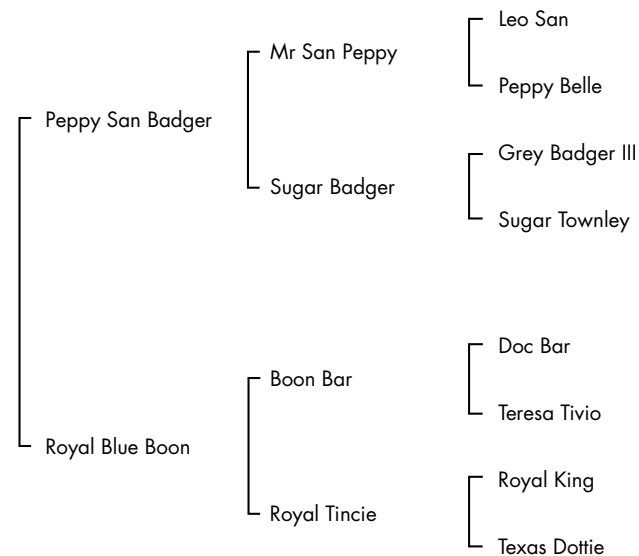 Leo San
Mr San Peppy
Peppy Belle
Peppy San Badger
Grey Badger III
Sugar Badger
Sugar Townley
Doc Bar
Boon Bar
Teresa Tivio
Royal Blue Boon
Royal King
Royal Tincie
Texas Dottie